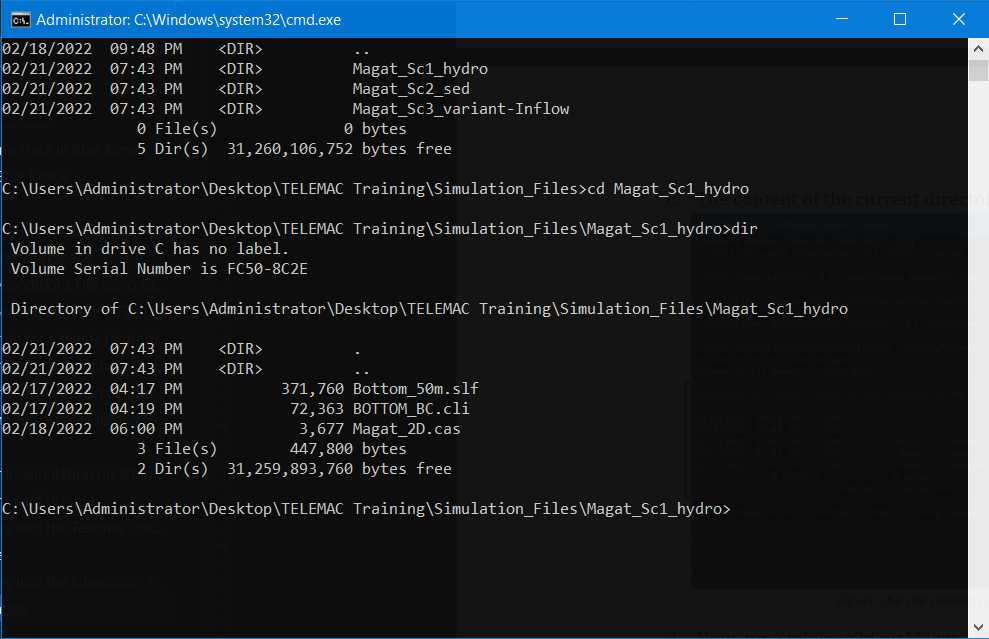 Administrator: C:\Windows\system32\cmd.exe
02/18/2022  09:48 PM    <DIR>          ..
02/21/2022  07:43 PM    <DIR>          Magat_Sc1_hydro
02/21/2022  07:43 PM    <DIR>          Magat_Sc2_sed
02/21/2022  07:43 PM    <DIR>          Magat_Sc3_variant-Inflow
               0 File(s)              0 bytes
               5 Dir(s)  31,260,106,752 bytes free
C:\Users\Administrator\Desktop\TELEMAC Training\Simulation_Files>cd Magat_Sc1_hydro
C:\Users\Administrator\Desktop\TELEMAC Training\Simulation_Files\Magat_Sc1_hydro>dir
 Volume in drive C has no label.
 Volume Serial Number is FC50-8C2E
 Directory of C:\Users\Administrator\Desktop\TELEMAC Training\Simulation_Files\Magat_Sc1_hydro
02/21/2022  07:43 PM    <DIR>          .
02/21/2022  07:43 PM    <DIR>          ..
02/17/2022  04:17 PM           371,760 Bottom_50m.slf
02/17/2022  04:19 PM            72,363 BOTTOM_BC.cli
02/18/2022  06:00 PM             3,677 Magat_2D.cas
               3 File(s)        447,800 bytes
               2 Dir(s)  31,259,893,760 bytes free
C:\Users\Administrator\Desktop\TELEMAC Training\Simulation_Files\Magat_Sc1_hydro>